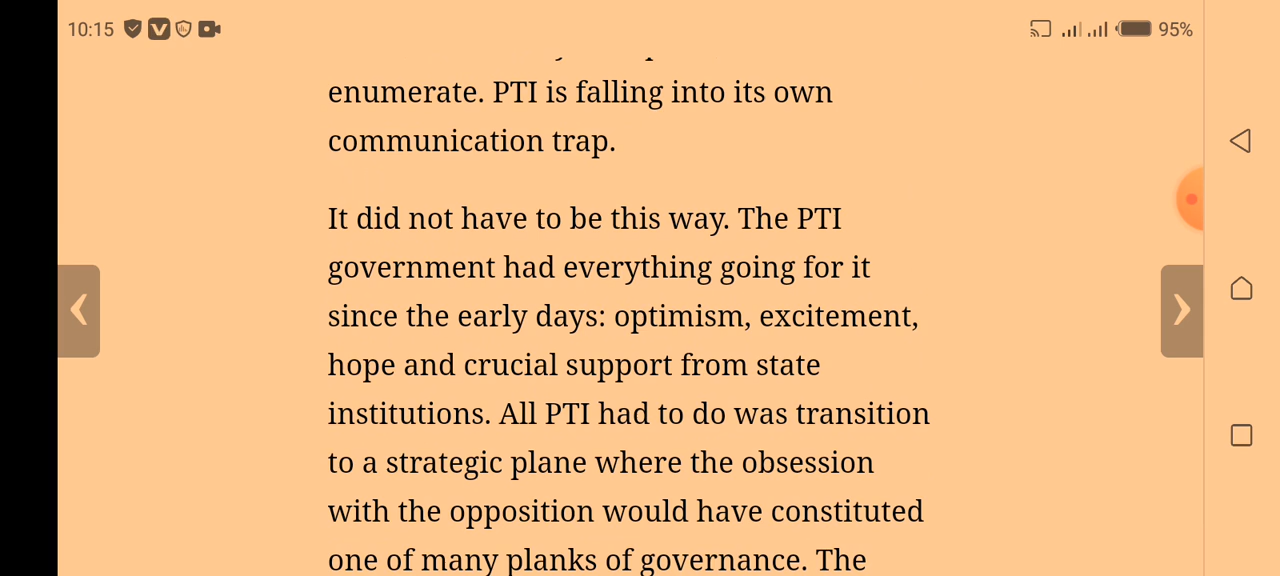 10:15
95%
enumerate. PTI is falling into its own
communication trap.
It did not have to be this way. The PTI
government had everything going for it
since the early days: optimism, excitement,
hope and crucial support from state
institutions. All PTI had to do was transition
to a strategic plane where the obsession
with the opposition would have constituted
one of many planks of governance. The